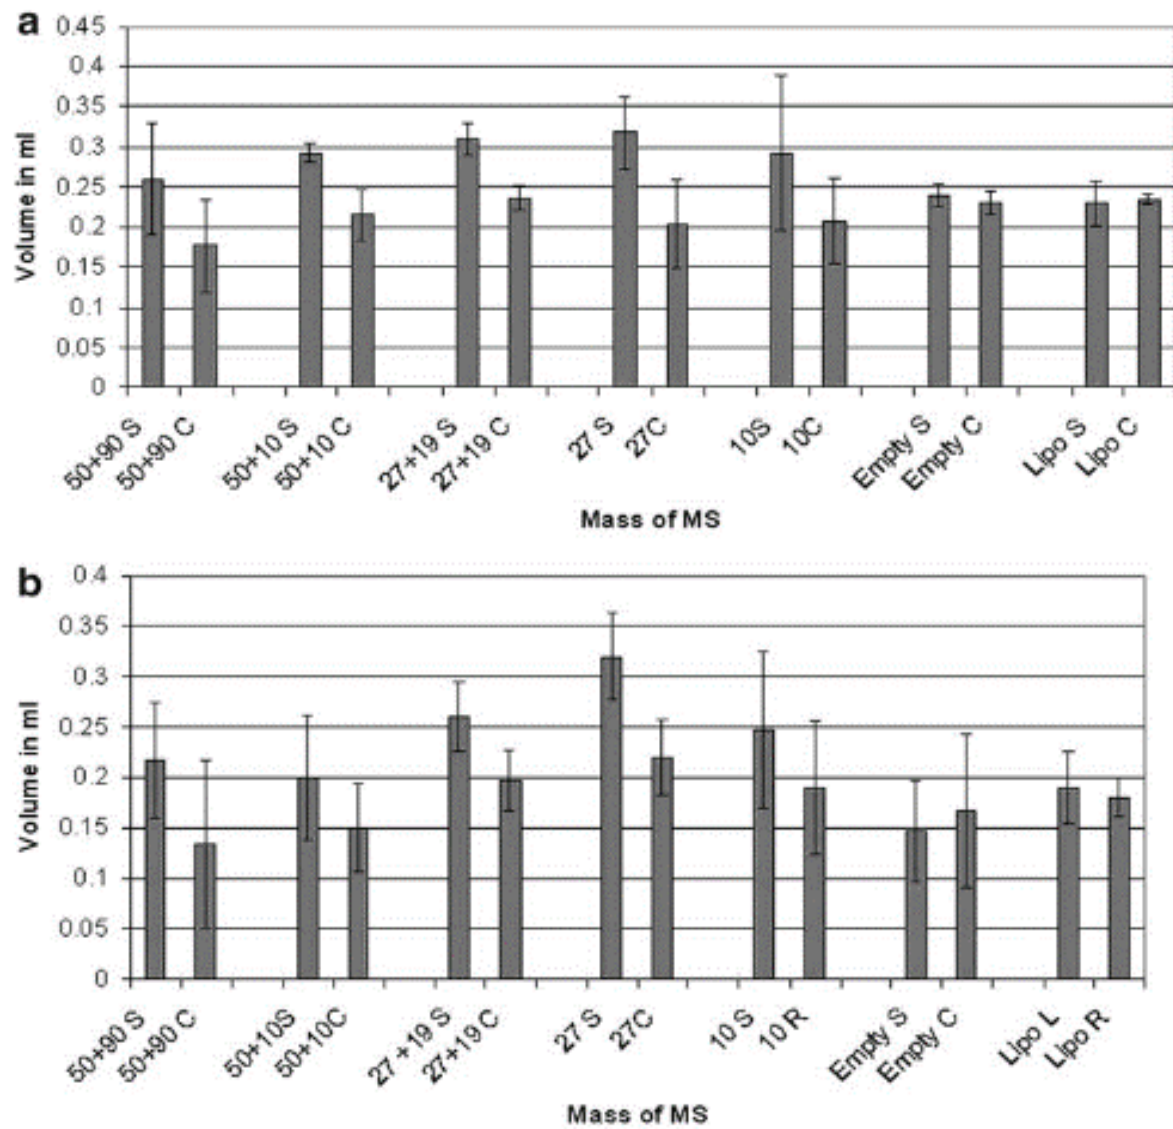 a
Volume in ml
0.45
0.4
0.35
0.3
0.25
0.2
0.15
0.1
0.05
0
50+90 S
50+90 C
50+10 S
50+10 C
27+19 S
27+19 C
27 S
27C
10S
10C
Empty S
Empty C
Lipo S
Lipo C
Mass of MS
b
Volume in ml
0.4
0.35
0.3
0.25
0.2
0.15
0.1
0.05
0
50+90 S
50+90 C
50+10S
50+10C
27 +19 S
27+19 C
27 S
27C
10 S
10 R
Empty S
Empty C
Lipo L
Lipo R
Mass of MS